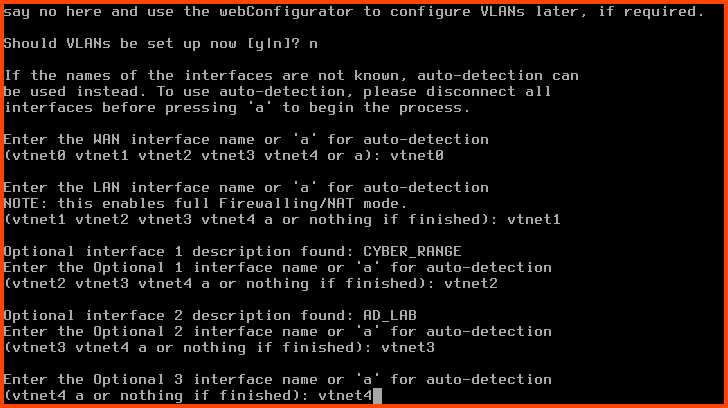 say no here and use the webConfigurator to configure VLANs later, if required.
Should VLANs be set up now [y|n]? n
If the names of the interfaces are not known, auto-detection can
be used instead. To use auto-detection, please disconnect all
interfaces before pressing 'a' to begin the process.
Enter the WAN interface name or 'a' for auto-detection
(vtnet0 vtnet1 vtnet2 vtnet3 vtnet4 or a): vtnet0
Enter the LAN interface name or 'a' for auto-detection
NOTE: this enables full Firewalling/NAT mode.
(vtnet1 vtnet2 vtnet3 vtnet4 a or nothing if finished): vtnet1
Optional interface 1 description found: CYBER_RANGE
Enter the Optional 1 interface name or 'a' for auto-detection
(vtnet2 vtnet3 vtnet4 a or nothing if finished): vtnet2
Optional interface 2 description found: AD_LAB
Enter the Optional 2 interface name or 'a' for auto-detection
(vtnet3 vtnet4 a or nothing if finished): vtnet3
Enter the Optional 3 interface name or 'a' for auto-detection
(vtnet4 a or nothing if finished): vtnet4